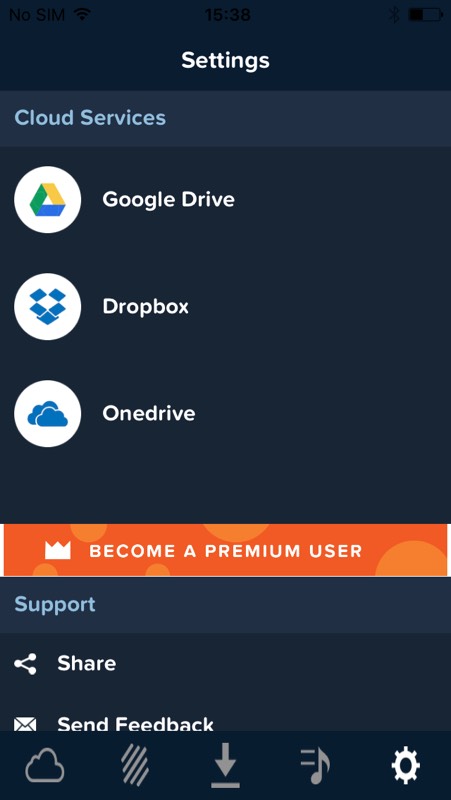 No SIM 15:38
Settings
Cloud Services
Google Drive
Dropbox
Onedrive
BECOME A PREMIUM USER
Support
Share
Send Feedback